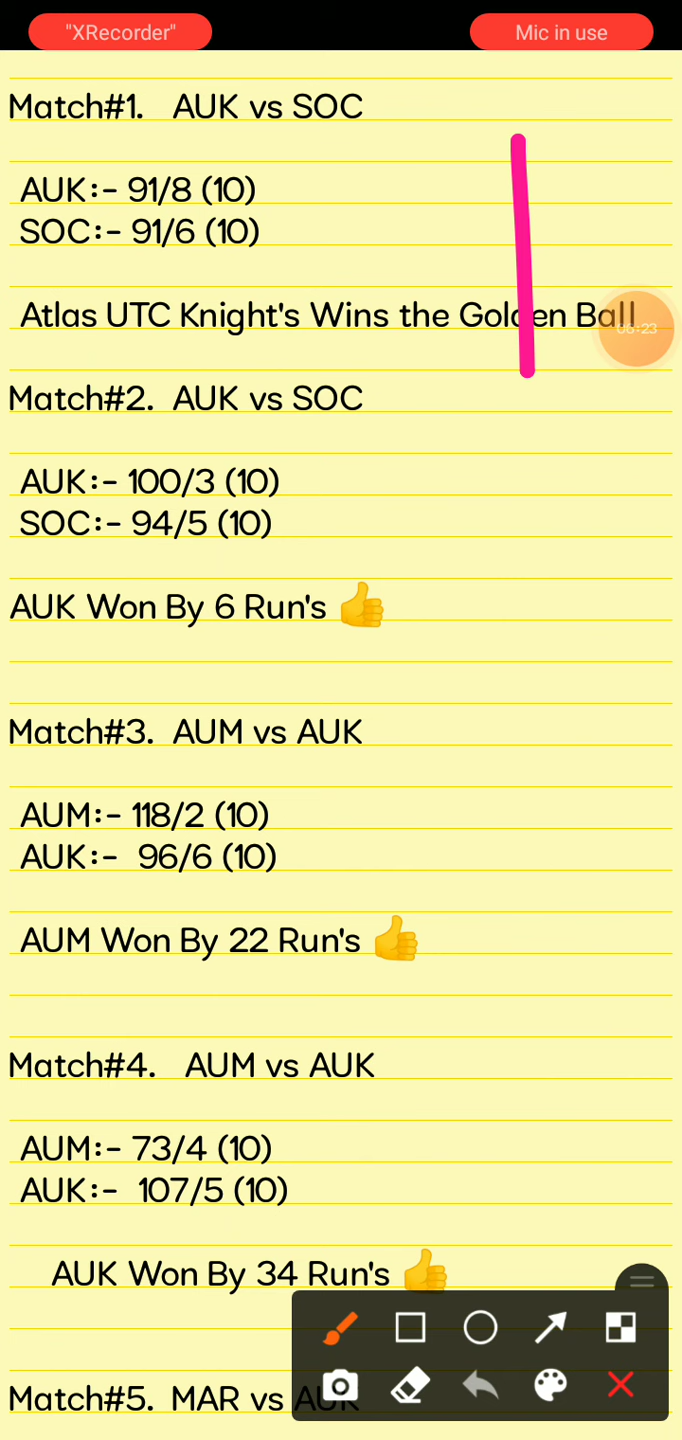 "XRecorder" Mic in use
Match#1. AUK vs SOC
AUK:- 91/8 (10)
SOC:- 91/6 (10)
Atlas UTC Knight's Wins the Golden Ball
06:23
Match#2. AUK vs SOC
AUK:- 100/3 (10)
SOC:- 94/5 (10)
AUK Won By 6 Run's 👍
Match#3. AUM vs AUK
AUM:- 118/2 (10)
AUK:- 96/6 (10)
AUM Won By 22 Run's 👍
Match#4. AUM vs AUK
AUM:- 73/4 (10)
AUK:- 107/5 (10)
AUK Won By 34 Run's 👍
Match#5. MAR vs AUK